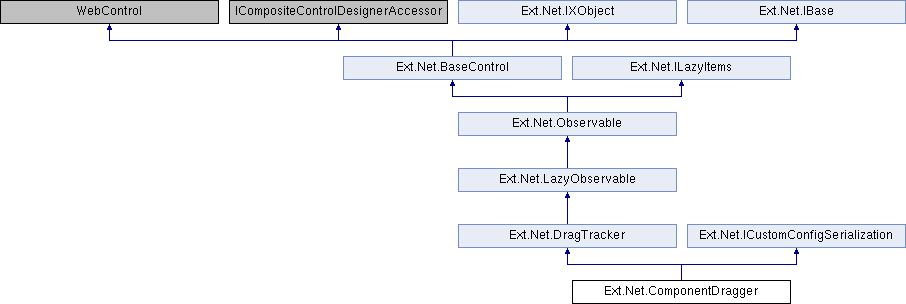 WebControl
ICompositeControlDesignerAccessor
Ext.Net.IXObject
Ext.Net.IBase
Ext.Net.BaseControl
Ext.Net.ILazyItems
Ext.Net.Observable
Ext.Net.LazyObservable
Ext.Net.DragTracker
Ext.Net.ICustomConfigSerialization
Ext.Net.ComponentDragger